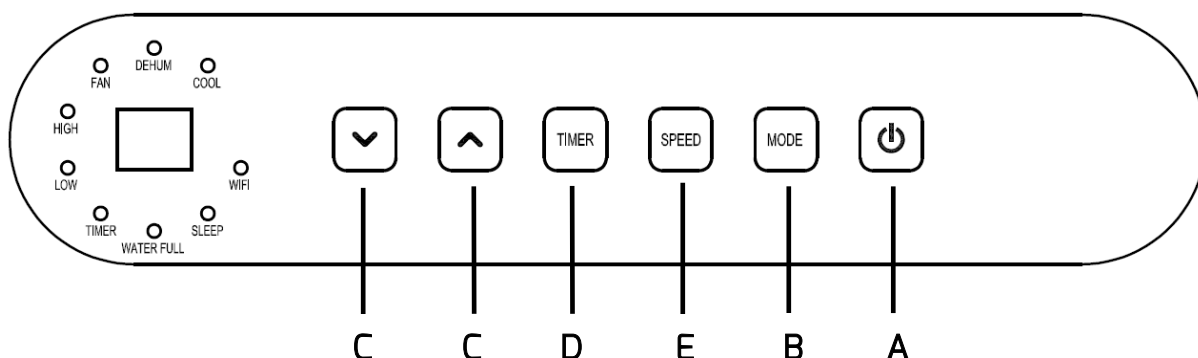 DEHUM
FAN
COOL
HIGH
LOW
WIFI
TIMER
SLEEP
WATER FULL
TIMER
SPEED
MODE
C
C
D
E
B
A